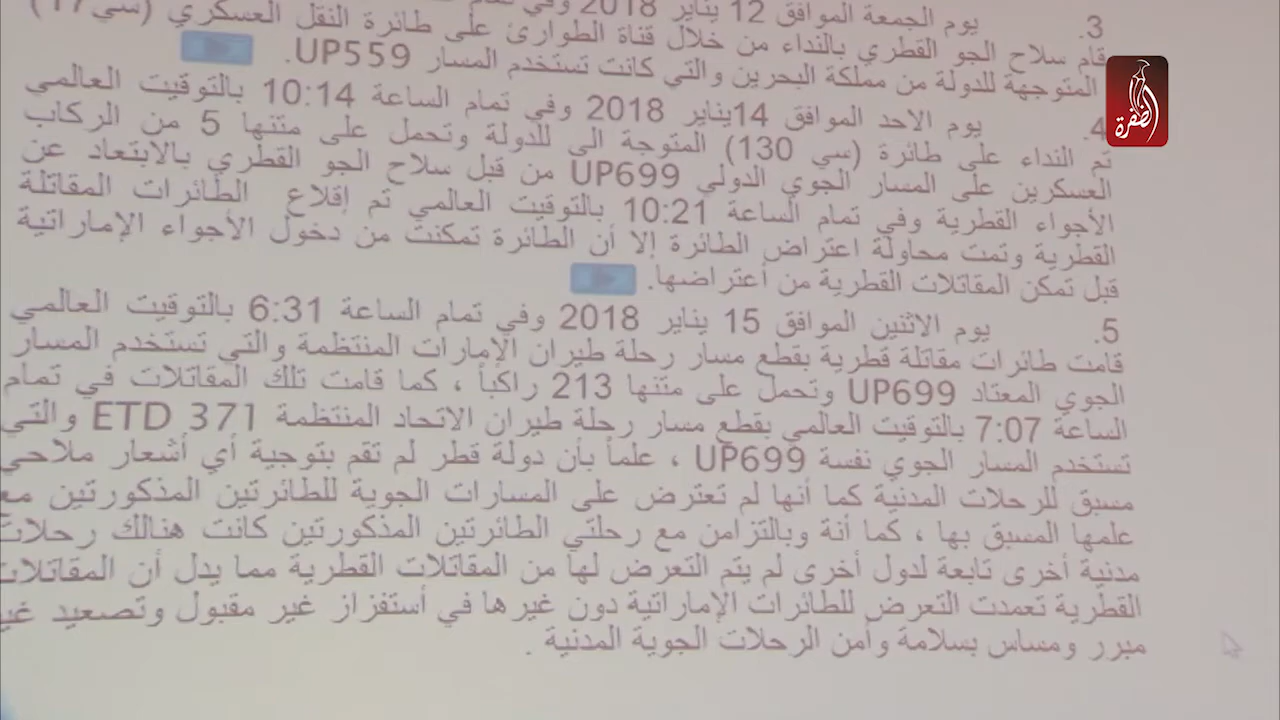 3. يوم الجمعة الموافق 12 يناير 2018 وفي تمام
قام سلاح الجو القطري بالنداء من خلال قناة الطوارئ على طائرة النقل العسكري (سي 17)
المتوجهة للدولة من مملكة البحرين والتي كانت تستخدم المسار UP559.
4. يوم الاحد الموافق 14يناير 2018 وفي تمام الساعة 10:14 بالتوقيت العالمي
تم النداء على طائرة (سي 130) المتوجة الى للدولة وتحمل على متنها 5 من الركاب
العسكرين على المسار الجوي الدولي UP699 من قبل سلاح الجو القطري بالابتعاد عن
الأجواء القطرية وفي تمام الساعة 10:21 بالتوقيت العالمي تم إقلاع الطائرات المقاتلة
القطرية وتمت محاولة اعتراض الطائرة إلا أن الطائرة تمكنت من دخول الأجواء الإماراتية
قبل تمكن المقاتلات القطرية من أعتراضها.
5. يوم الاثنين الموافق 15 يناير 2018 وفي تمام الساعة 6:31 بالتوقيت العالمي
قامت طائرات مقاتلة قطرية بقطع مسار رحلة طيران الإمارات المنتظمة والتي تستخدم المسار
الجوي المعتاد UP699 وتحمل على متنها 213 راكباً ، كما قامت تلك المقاتلات في تمام
الساعة 7:07 بالتوقيت العالمي بقطع مسار رحلة طيران الاتحاد المنتظمة ETD 371 والتي
تستخدم المسار الجوي نفسة UP699 ، علماً بأن دولة قطر لم تقم بتوجية أي أشعار ملاحي
مسبق للرحلات المدنية كما أنها لم تعترض على المسارات الجوية للطائرتين المذكورتين مع
علمها المسبق بها ، كما أنة وبالتزامن مع رحلتي الطائرتين المذكورتين كانت هنالك رحلات
مدنية أخرى تابعة لدول أخرى لم يتم التعرض لها من المقاتلات القطرية مما يدل أن المقاتلات
القطرية تعمدت التعرض للطائرات الإماراتية دون غيرها في أستفزاز غير مقبول وتصعيد غير
مبرر ومساس بسلامة وأمن الرحلات الجوية المدنية .
الظفرة